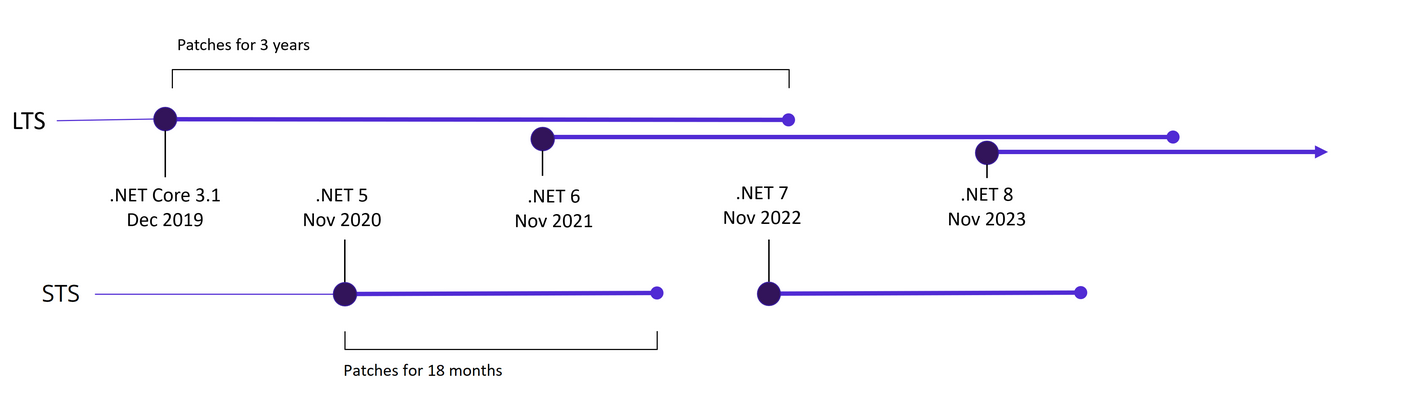 Patches for 3 years
LTS
.NET Core 3.1
Dec 2019
.NET 5
Nov 2020
.NET 6
Nov 2021
.NET 7
Nov 2022
.NET 8
Nov 2023
STS
Patches for 18 months